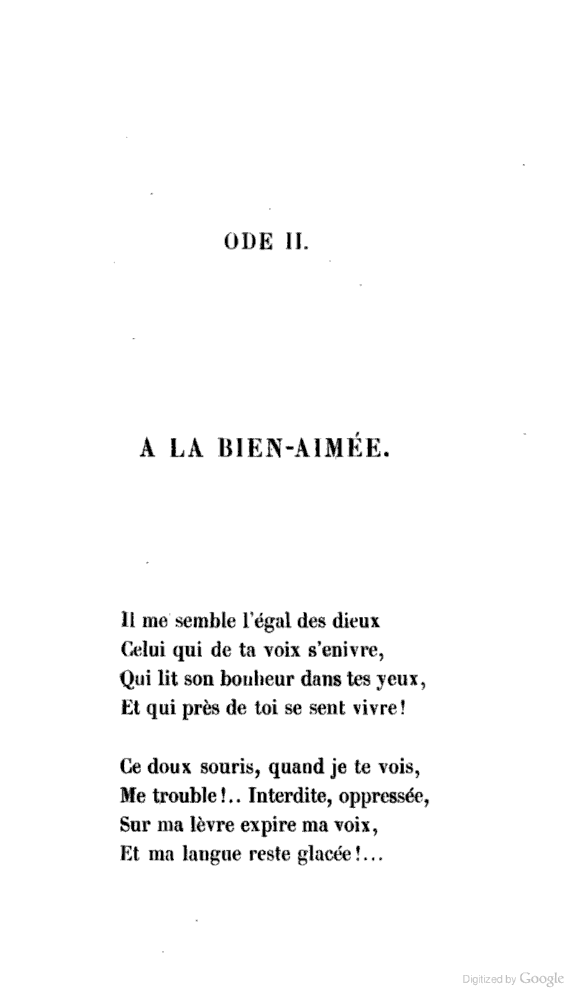 ODE II.
A LA BIEN-AIMÉE.
Il me semble l'égal des dieux
Celui qui de ta voix s'enivre,
Qui lit son bonheur dans tes yeux,
Et qui près de toi se sent vivre!
Ce doux souris, quand je te vois,
Me trouble!.. Interdite, oppressée,
Sur ma lèvre expire ma voix,
Et ma langue reste glacée!...
Digitized by Google